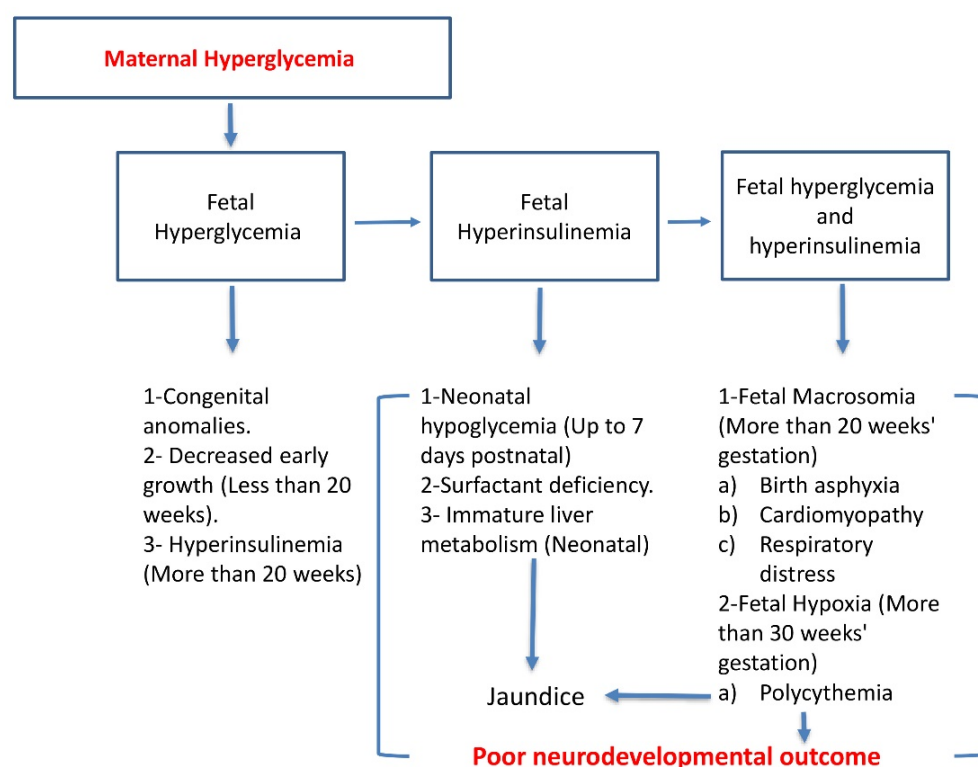 Maternal Hyperglycemia
Fetal
Hyperglycemia
Fetal
Hyperinsulinemia
Fetal hyperglycemia
and
hyperinsulinemia
1-Congenital
anomalies.
2- Decreased early
growth (Less than 20
weeks).
3- Hyperinsulinemia
(More than 20 weeks)
1-Neonatal
hypoglycemia (Up to 7
days postnatal)
2-Surfactant deficiency.
3- Immature liver
metabolism (Neonatal)
Jaundice
1-Fetal Macrosomia
(More than 20 weeks'
gestation)
a) Birth asphyxia
b) Cardiomyopathy
c) Respiratory
distress
2-Fetal Hypoxia (More
than 30 weeks'
gestation)
a) Polycythemia
Poor neurodevelopmental outcome